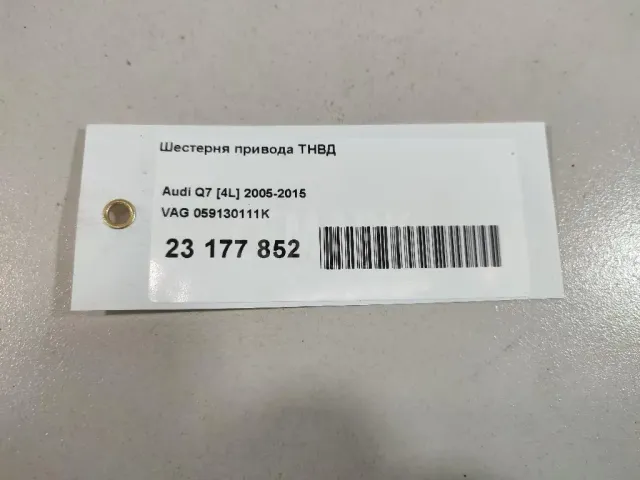 Шестерня привода ТНВД
Audi Q7 [4L] 2005-2015
VAG 059130111K
23 177 852